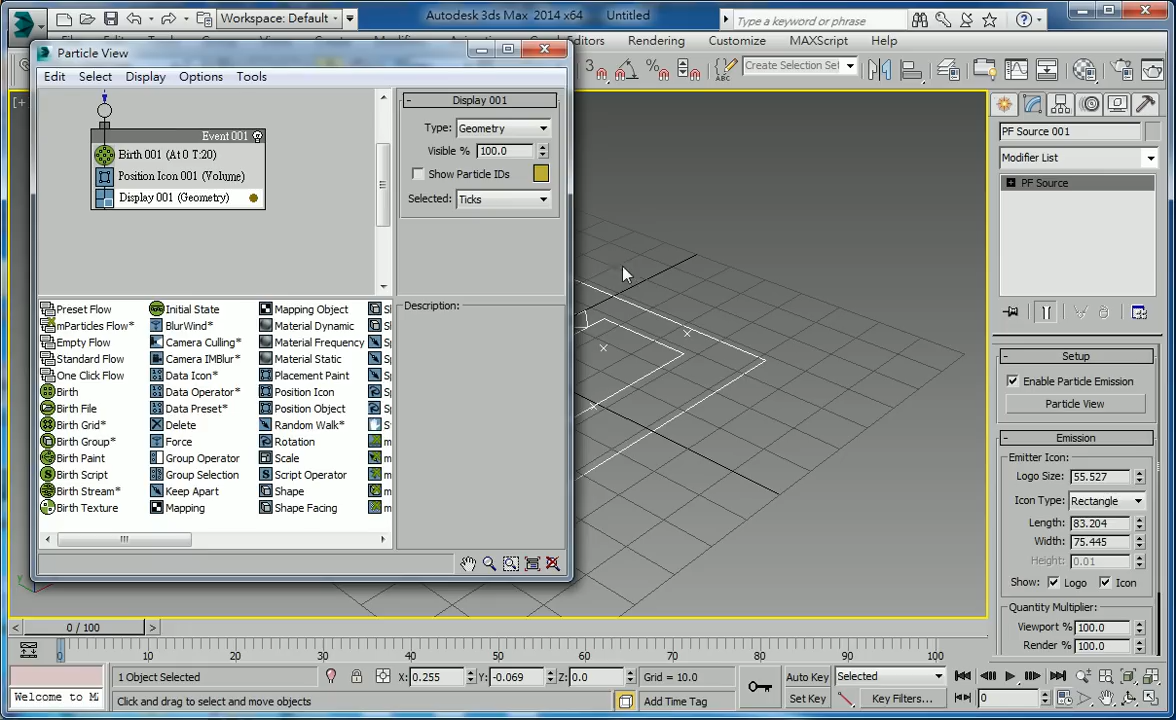 Workspace: Default
Autodesk 3ds Max 2014 x64 Untitled
Type a keyword or phrase
Rendering Customize MAXScript Help
Particle View
Edit Select Display Options Tools
Event 001
Birth 001 (At 0 T:20)
Position Icon 001 (Volume)
Display 001 (Geometry)
Display 001
Type: Geometry
Visible % 100.0
Show Particle IDs
Selected: Ticks
Description:
Preset Flow Initial State Mapping Object
mParticles Flow* BlurWind* Material Dynamic
Empty Flow Camera Culling* Material Frequency
Standard Flow Camera IMBlur* Material Static
One Click Flow Data Icon* Placement Paint
Birth Data Operator* Position Icon
Birth File Data Preset* Position Object
Birth Grid* Delete Random Walk*
Birth Group* Force Rotation
Birth Paint Group Operator Scale
Birth Script Group Selection Script Operator
Birth Stream* Keep Apart Shape
Birth Texture Mapping Shape Facing
Create Selection Set
PF Source 001
Modifier List
PF Source
Setup
Enable Particle Emission
Particle View
Emission
Emitter Icon:
Logo Size: 55.527
Icon Type: Rectangle
Length: 83.204
Width: 75.445
Height: 0.01
Show: Logo Icon
Quantity Multiplier:
Viewport % 100.0
Render % 100.0
0 / 100
0 10 20 30 40 50 60 70 80 90 100
1 Object Selected X: 0.255 Y: -0.069 Z: 0.0 Grid = 10.0 Auto Key Selected
Welcome to M
Click and drag to select and move objects Add Time Tag Set Key Key Filters... 0